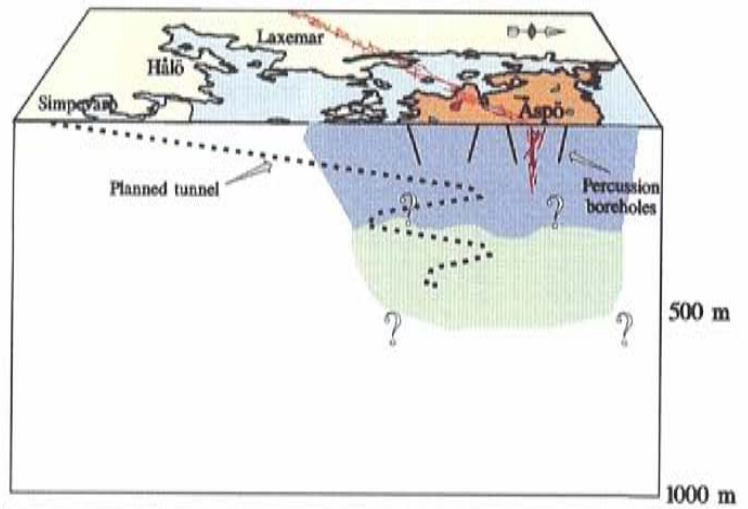 Laxemar
Hålö
Simpevarp
Äspö
Planned tunnel
Percussion
boreholes
?
?
500 m
?
?
1000 m